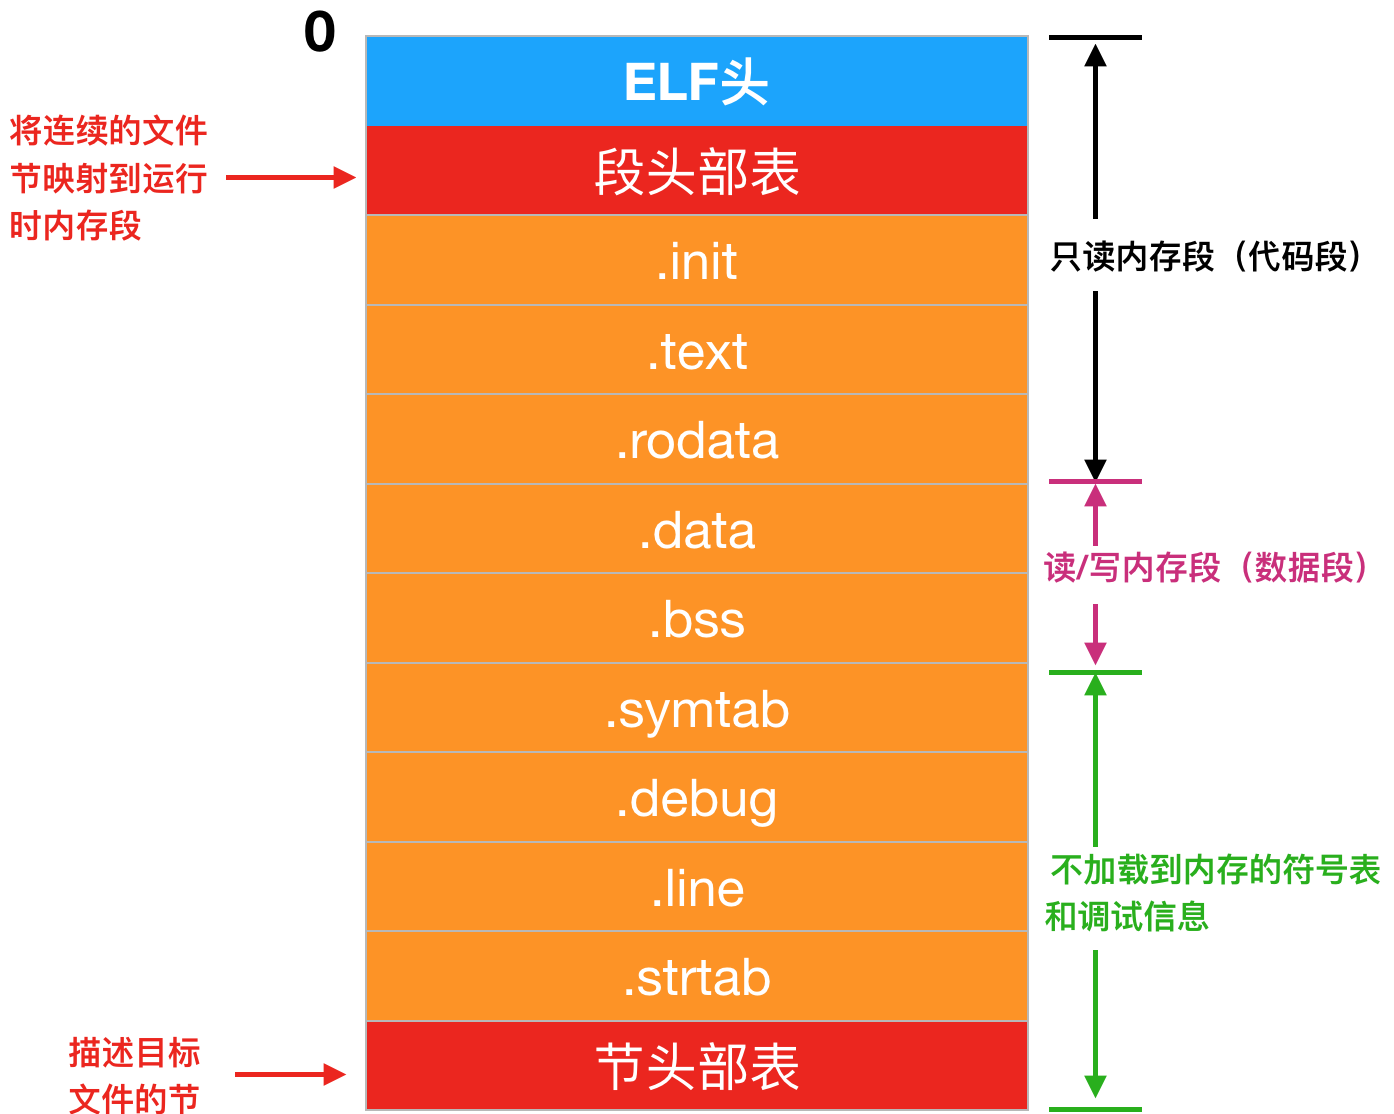 0
ELF头
将连续的文件
节映射到运行
时内存段
段头部表
.init
.text
.rodata
.data
.bss
.symtab
.debug
.line
.strtab
节头部表
描述目标
文件的节
只读内存段（代码段）
读/写内存段（数据段）
不加载到内存的符号表
和调试信息